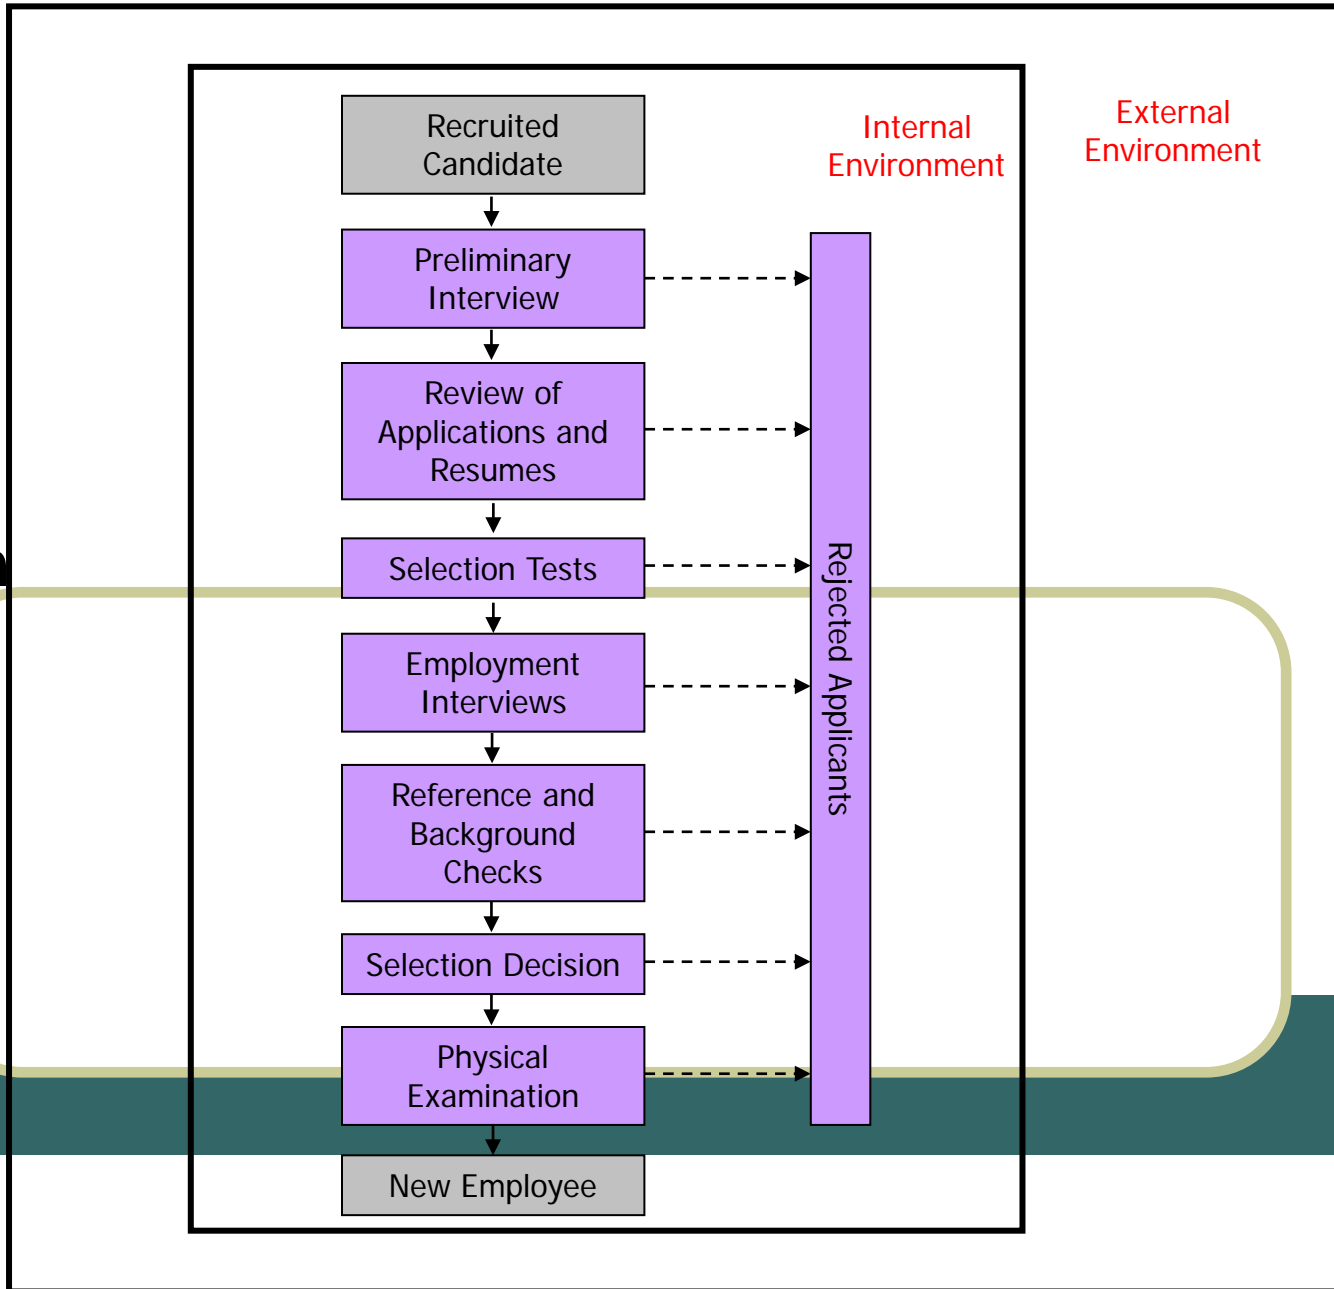 Recruited
Candidate
Internal
Environment
External
Environment
Preliminary
Interview
Review of
Applications and
Resumes
Selection Tests
Employment
Interviews
Reference and
Background
Checks
Selection Decision
Physical
Examination
New Employee
Rejected Applicants